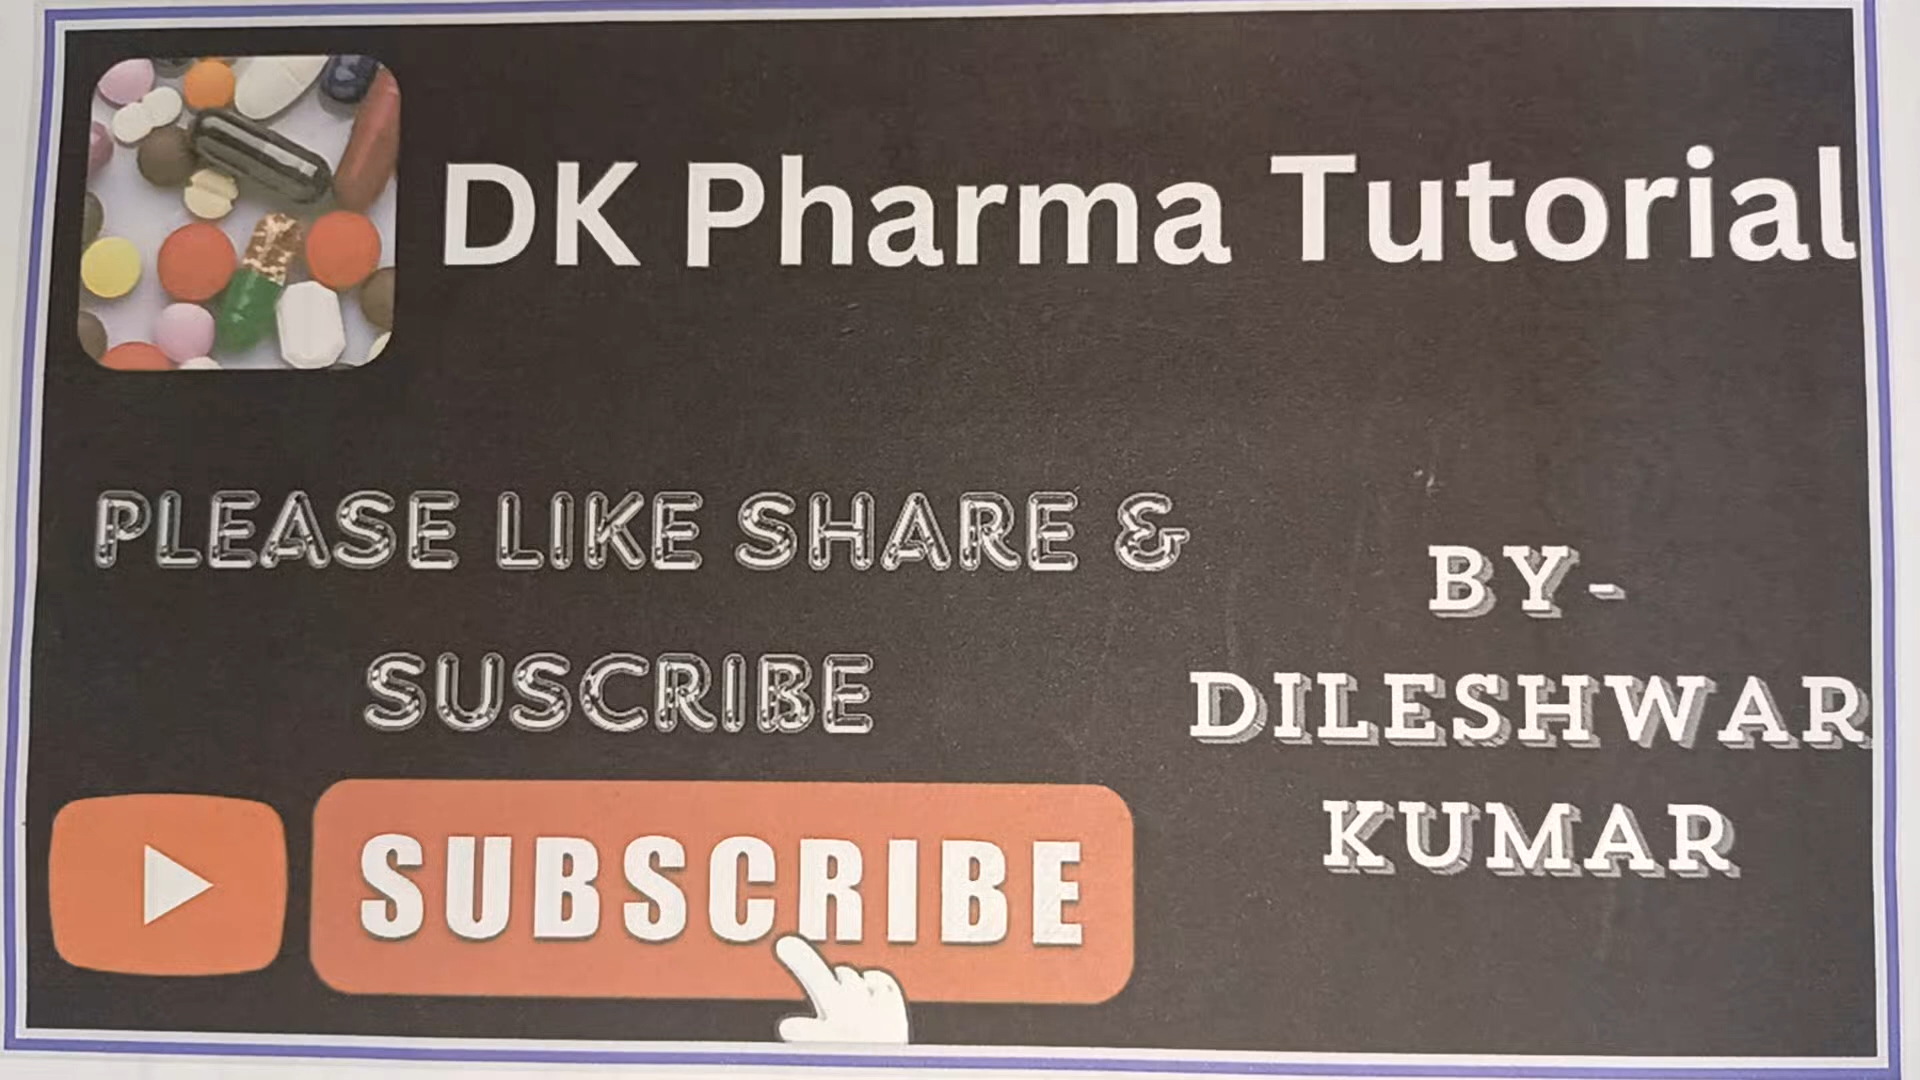 DK Pharma Tutorial
PLEASE LIKE SHARE &
SUSCRIBE
BY-
DILESHWAR
KUMAR
SUBSCRIBE